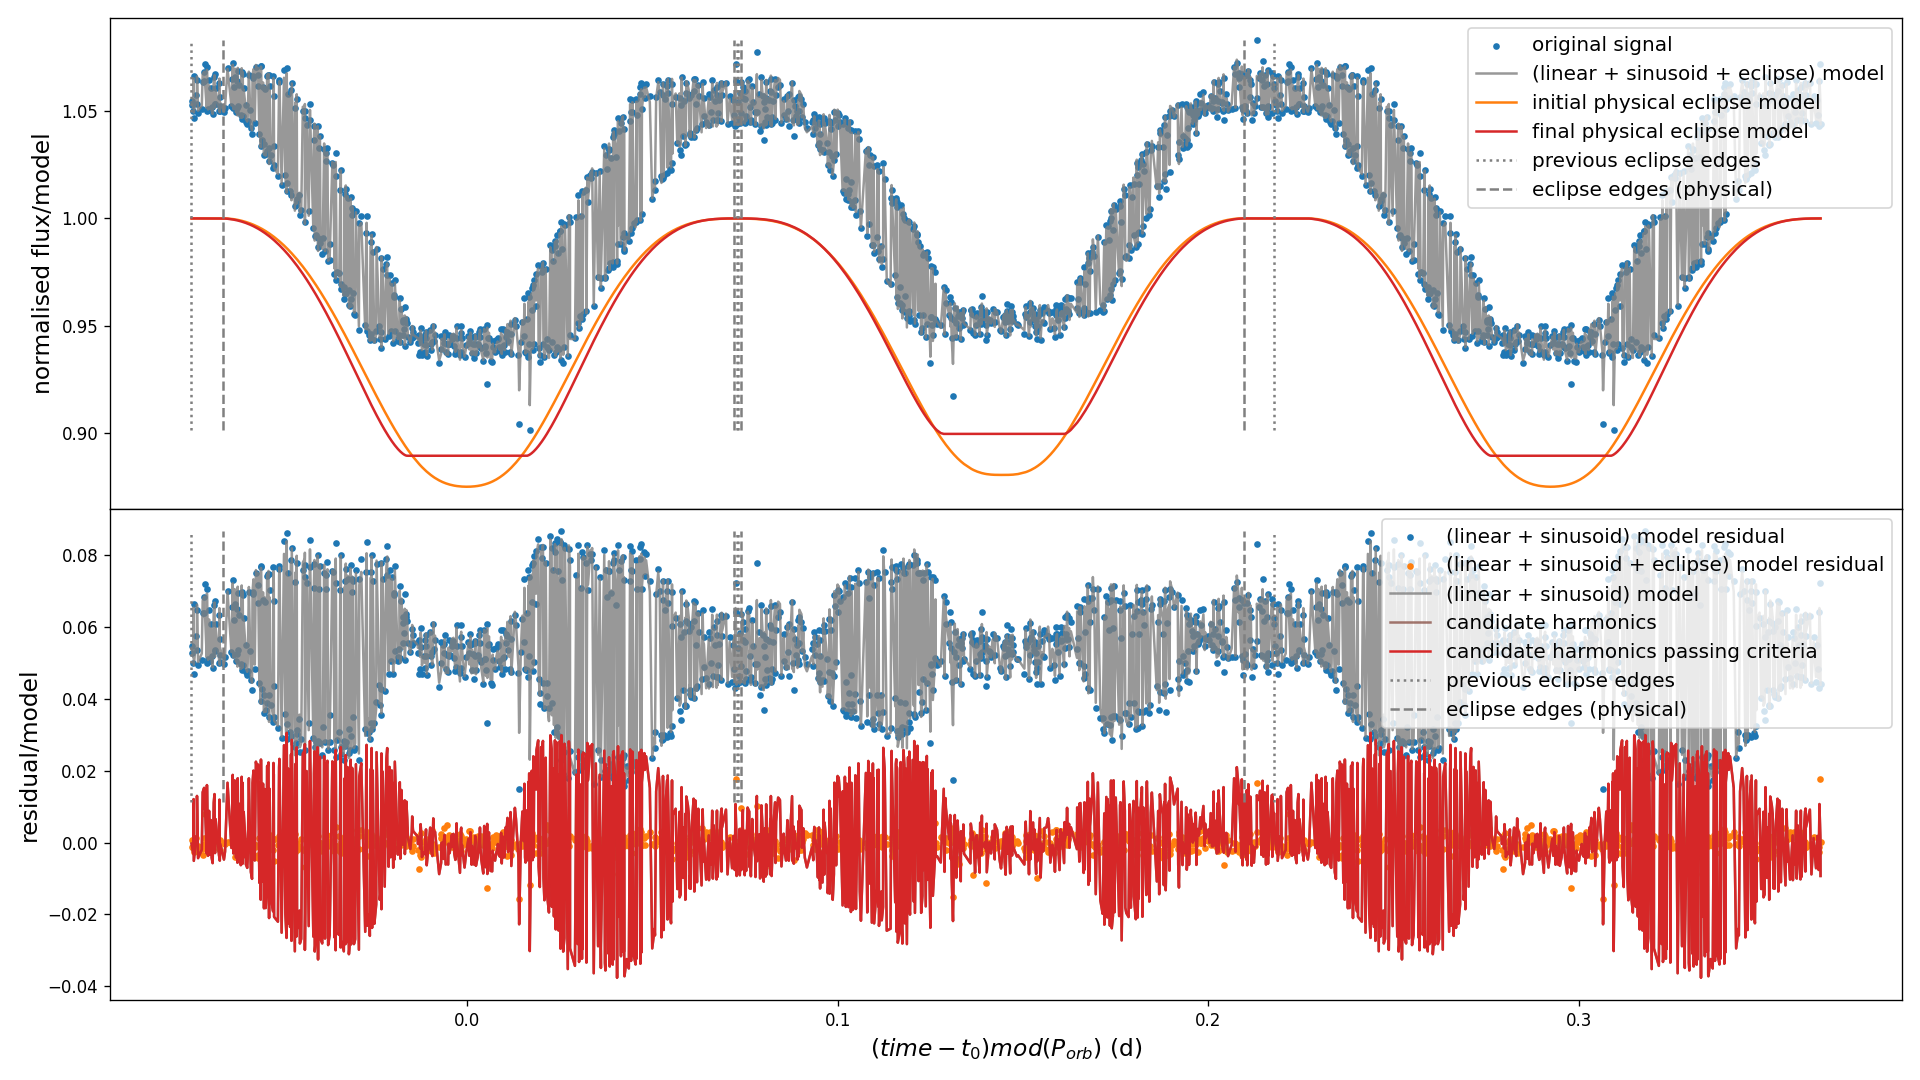 original signal
(linear + sinusoid + eclipse) model
initial physical eclipse model
final physical eclipse model
previous eclipse edges
eclipse edges (physical)
normalised flux/model
1.05
1.00
0.95
0.90
(linear + sinusoid) model residual
(linear + sinusoid + eclipse) model residual
(linear + sinusoid) model
candidate harmonics
candidate harmonics passing criteria
previous eclipse edges
eclipse edges (physical)
residual/model
0.08
0.06
0.04
0.02
0.00
−0.02
−0.04
0.0 0.1 0.2 0.3
(time − t₀)mod(P_orb) (d)